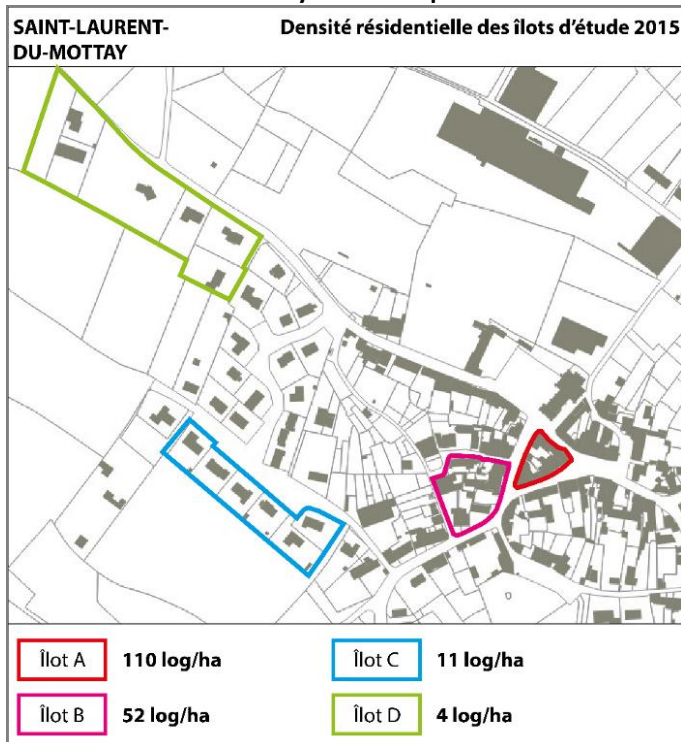 SAINT-LAURENT-
DU-MOTTAY
Densité résidentielle des îlots d'étude 2015
Îlot A 110 log/ha
Îlot C 11 log/ha
Îlot B 52 log/ha
Îlot D 4 log/ha